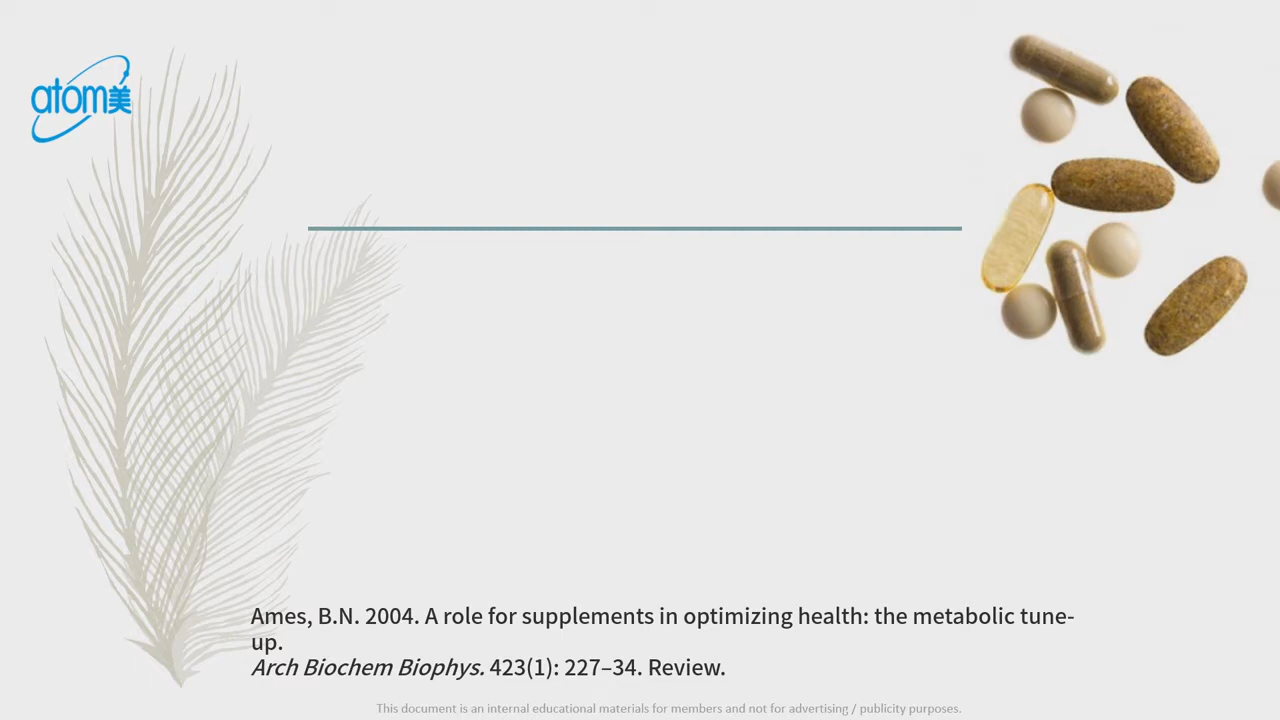 atom美
Ames, B.N. 2004. A role for supplements in optimizing health: the metabolic tune-
up.
Arch Biochem Biophys. 423(1): 227–34. Review.
This document is an internal educational materials for members and not for advertising / publicity purposes.